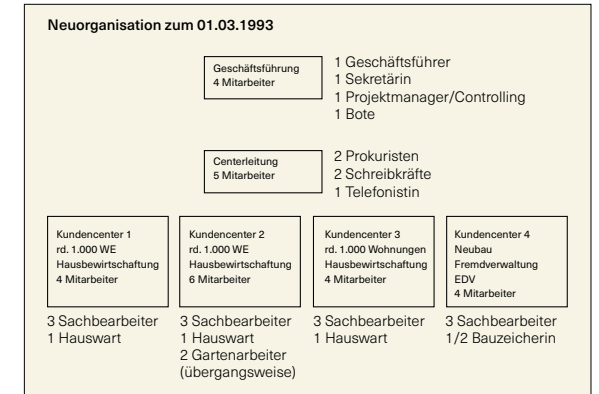 Neuorganisation zum 01.03.1993
Geschäftsführung
4 Mitarbeiter
1 Geschäftsführer
1 Sekretärin
1 Projektmanager/Controlling
1 Bote
Centerleitung
5 Mitarbeiter
2 Prokuristen
2 Schreibkräfte
1 Telefonistin
Kundencenter 1
rd. 1.000 WE
Hausbewirtschaftung
4 Mitarbeiter
3 Sachbearbeiter
1 Hauswart
Kundencenter 2
rd. 1.000 WE
Hausbewirtschaftung
6 Mitarbeiter
3 Sachbearbeiter
1 Hauswart
2 Gartenarbeiter
(übergangsweise)
Kundencenter 3
rd. 1.000 Wohnungen
Hausbewirtschaftung
4 Mitarbeiter
3 Sachbearbeiter
1 Hauswart
Kundencenter 4
Neubau
Fremdverwaltung
EDV
4 Mitarbeiter
3 Sachbearbeiter
1/2 Bauzeicherin